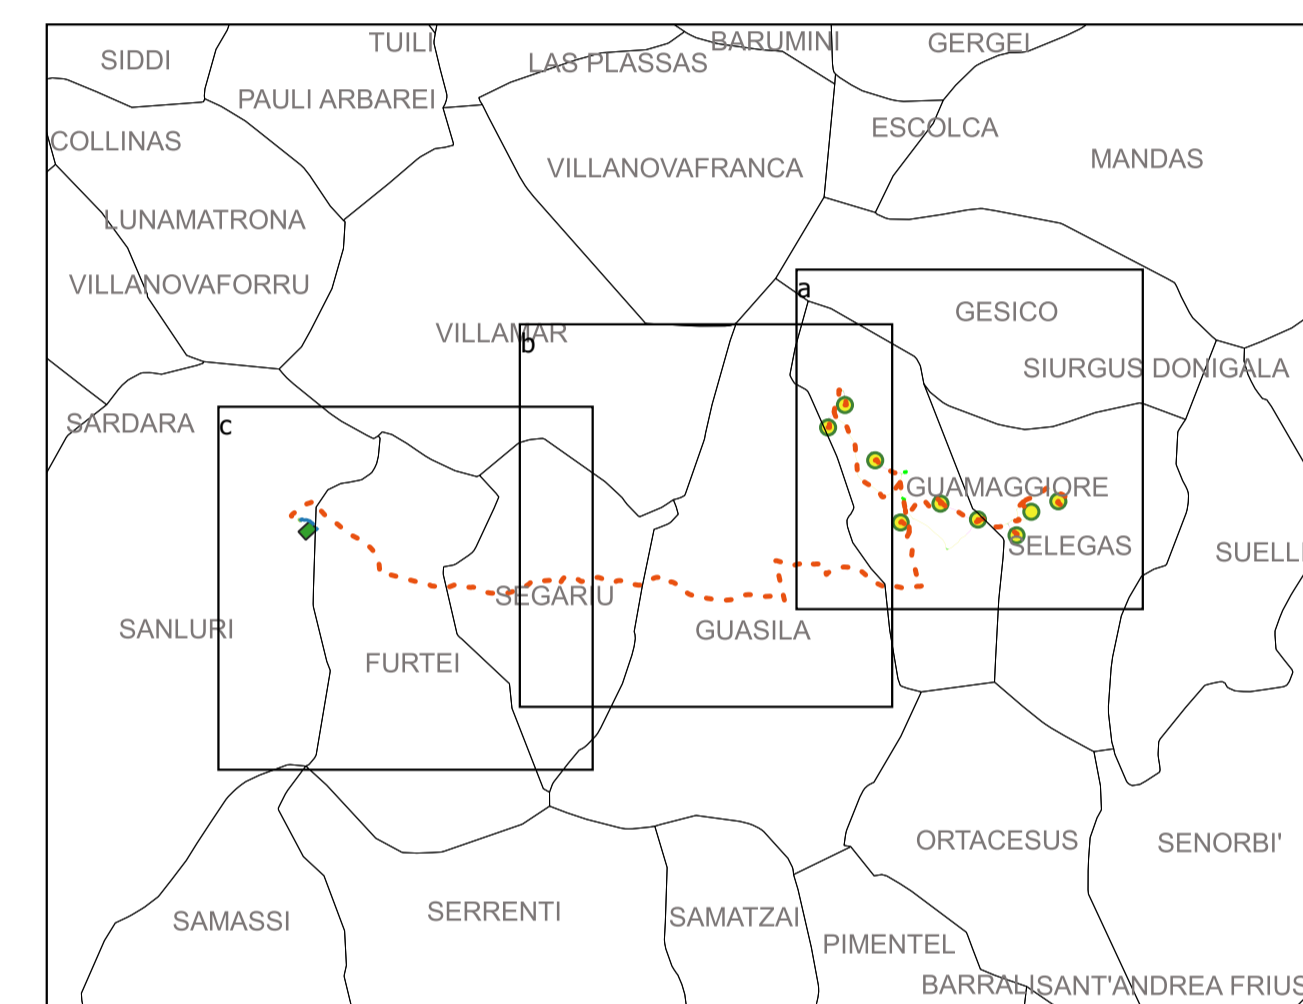 TUILI
BARUMINI
GERGEI
SIDDI
LAS PLASSAS
PAULI ARBAREI
ESCOLCA
COLLINAS
MANDAS
VILLANOVAFRANCA
LUNAMATRONA
VILLANOVAFORRU
a
GESICO
VILLAMAR
b
SIURGUS DONIGALA
SARDARA
c
GUAMAGGIORE
SELEGAS
SUELL
SEGARIU
SANLURI
GUASILA
FURTEI
ORTACESUS
SENORBI'
SERRENTI
SAMASSI
SAMATZAI
PIMENTEL
BARRALI
SANT'ANDREA FRIUS